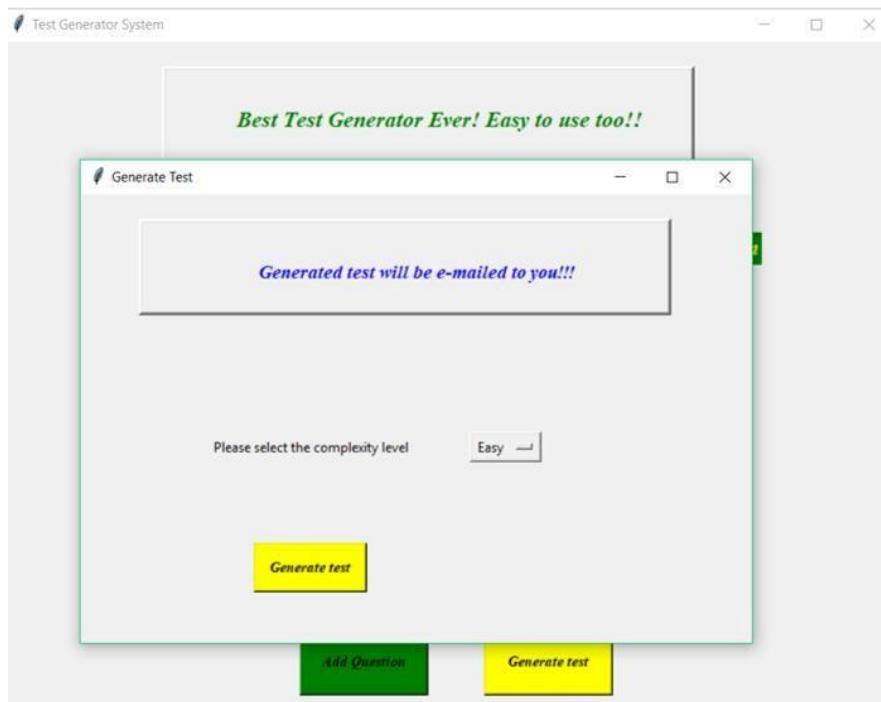 Test Generator System
Best Test Generator Ever! Easy to use too!!
Generate Test
Generated test will be e-mailed to you!!!
Please select the complexity level Easy
Generate test
Add Question Generate test